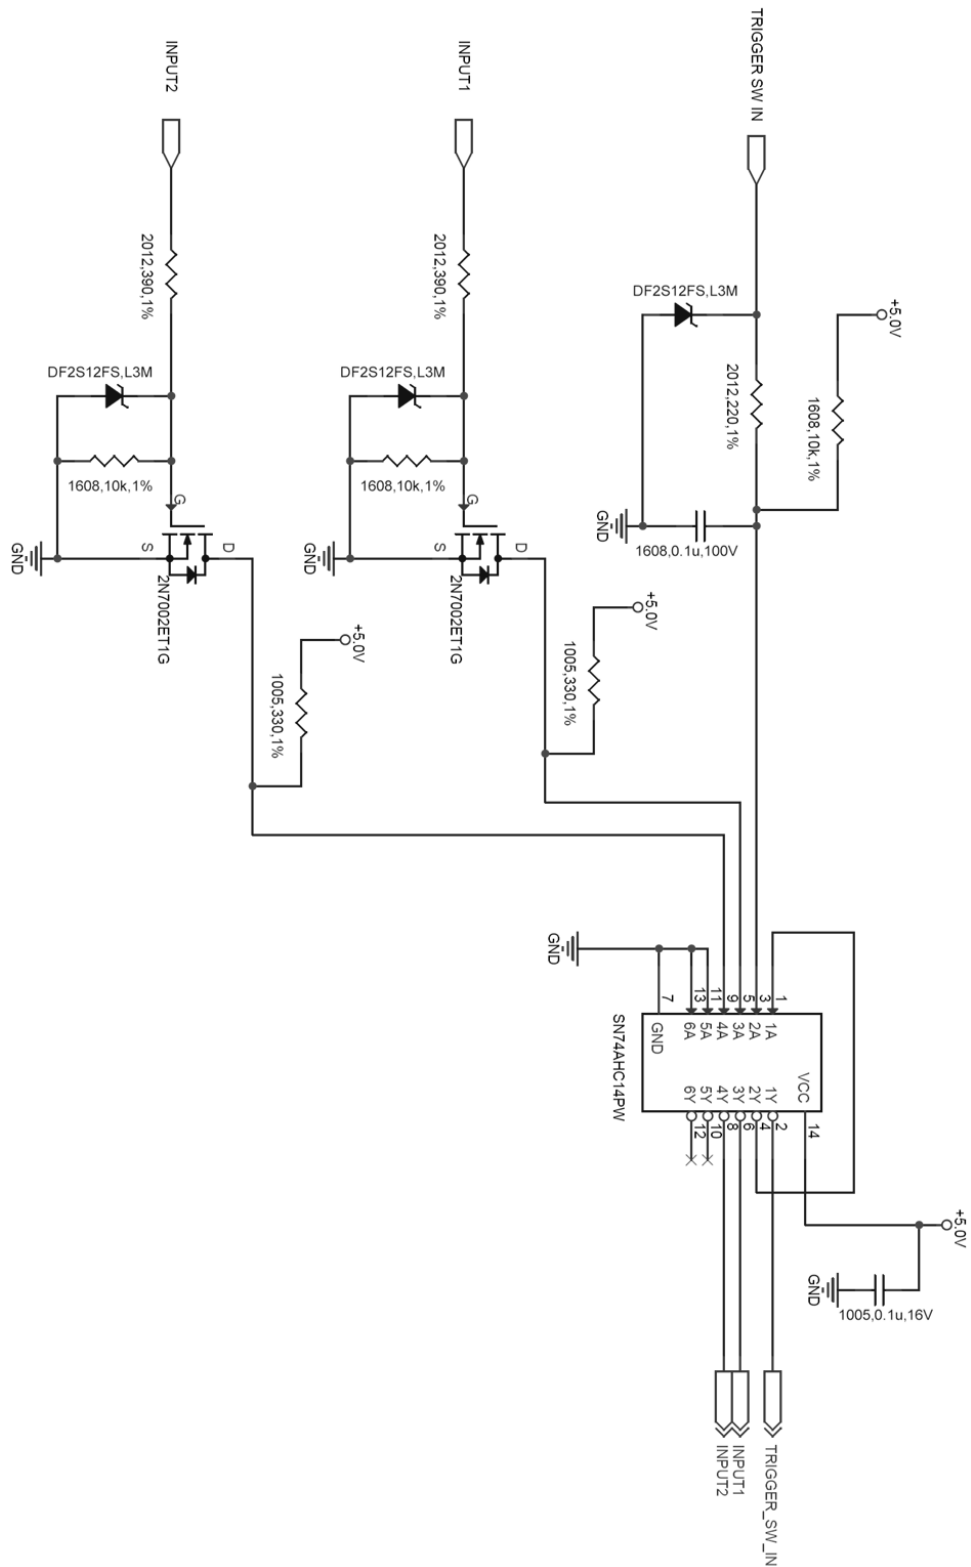 TRIGGER SW IN
+5.0V
1608,10k,1%
DF2S12FS,L3M
2012,220,1%
1608,0.1u,100V
GND
INPUT1
2012,390,1%
DF2S12FS,L3M
1608,10k,1%
G
D
S
GND
2N7002ET1G
+5.0V
1005,330,1%
INPUT2
2012,390,1%
DF2S12FS,L3M
1608,10k,1%
G
D
S
GND
2N7002ET1G
+5.0V
1005,330,1%
GND
1
3
5
9
11
13
7
1A
2A
3A
4A
5A
6A
GND
VCC
1Y
2Y
3Y
4Y
5Y
6Y
14
2
4
6
8
10
12
SN74AHC14PW
+5.0V
GND
1005,0.1u,16V
TRIGGER_SW_IN
INPUT1
INPUT2